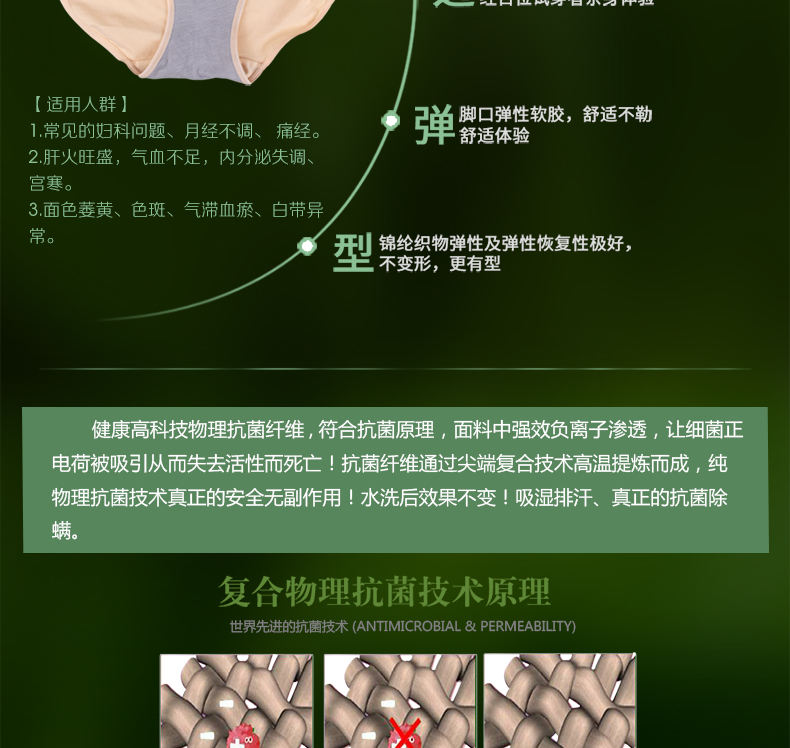 【 适用人群 】
1.常见的妇科问题、月经不调、 痛经。
2.肝火旺盛，气血不足，内分泌失调、
宫寒。
3.面色萎黄、色斑、气滞血瘀、白带异
常。
弹 脚口弹性软胶，舒适不勒
舒适体验
型 锦纶织物弹性及弹性恢复性极好，
不变形，更有型
健康高科技物理抗菌纤维，符合抗菌原理，面料中强效负离子渗透，让细菌正
电荷被吸引从而失去活性而死亡！抗菌纤维通过尖端复合技术高温提炼而成，纯
物理抗菌技术真正的安全无副作用！水洗后效果不变！吸湿排汗、真正的抗菌除
螨。
复合物理抗菌技术原理
世界先进的抗菌技术 (ANTIMICROBIAL & PERMEABILITY)